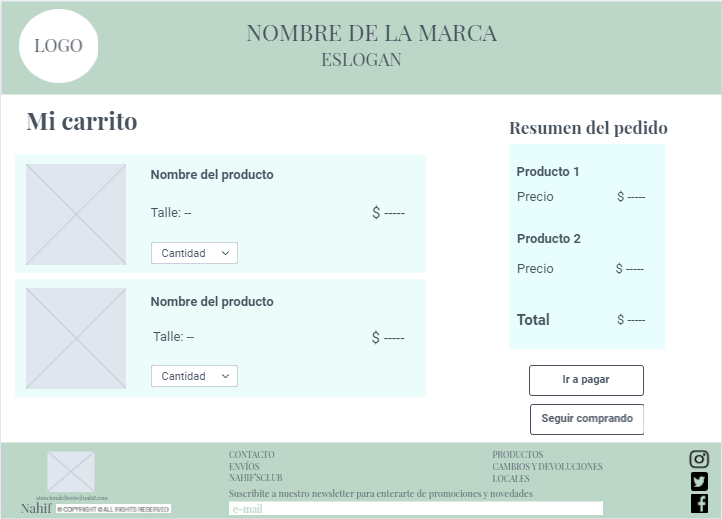 LOGO
NOMBRE DE LA MARCA
ESLOGAN
Mi carrito
Nombre del producto
Talle: --
$ -----
Cantidad
Nombre del producto
Talle: --
$ -----
Cantidad
Resumen del pedido
Producto 1
Precio $ -----
Producto 2
Precio $ -----
Total $ -----
Ir a pagar
Seguir comprando
atencionalcliente@nahif.com
Nahif ® COPYRIGHT © ALL RIGHTS RESERVED
CONTACTO
ENVÍOS
NAHIF'SCLUB
PRODUCTOS
CAMBIOS Y DEVOLUCIONES
LOCALES
Suscribite a nuestro newsletter para enterarte de promociones y novedades
e-mail